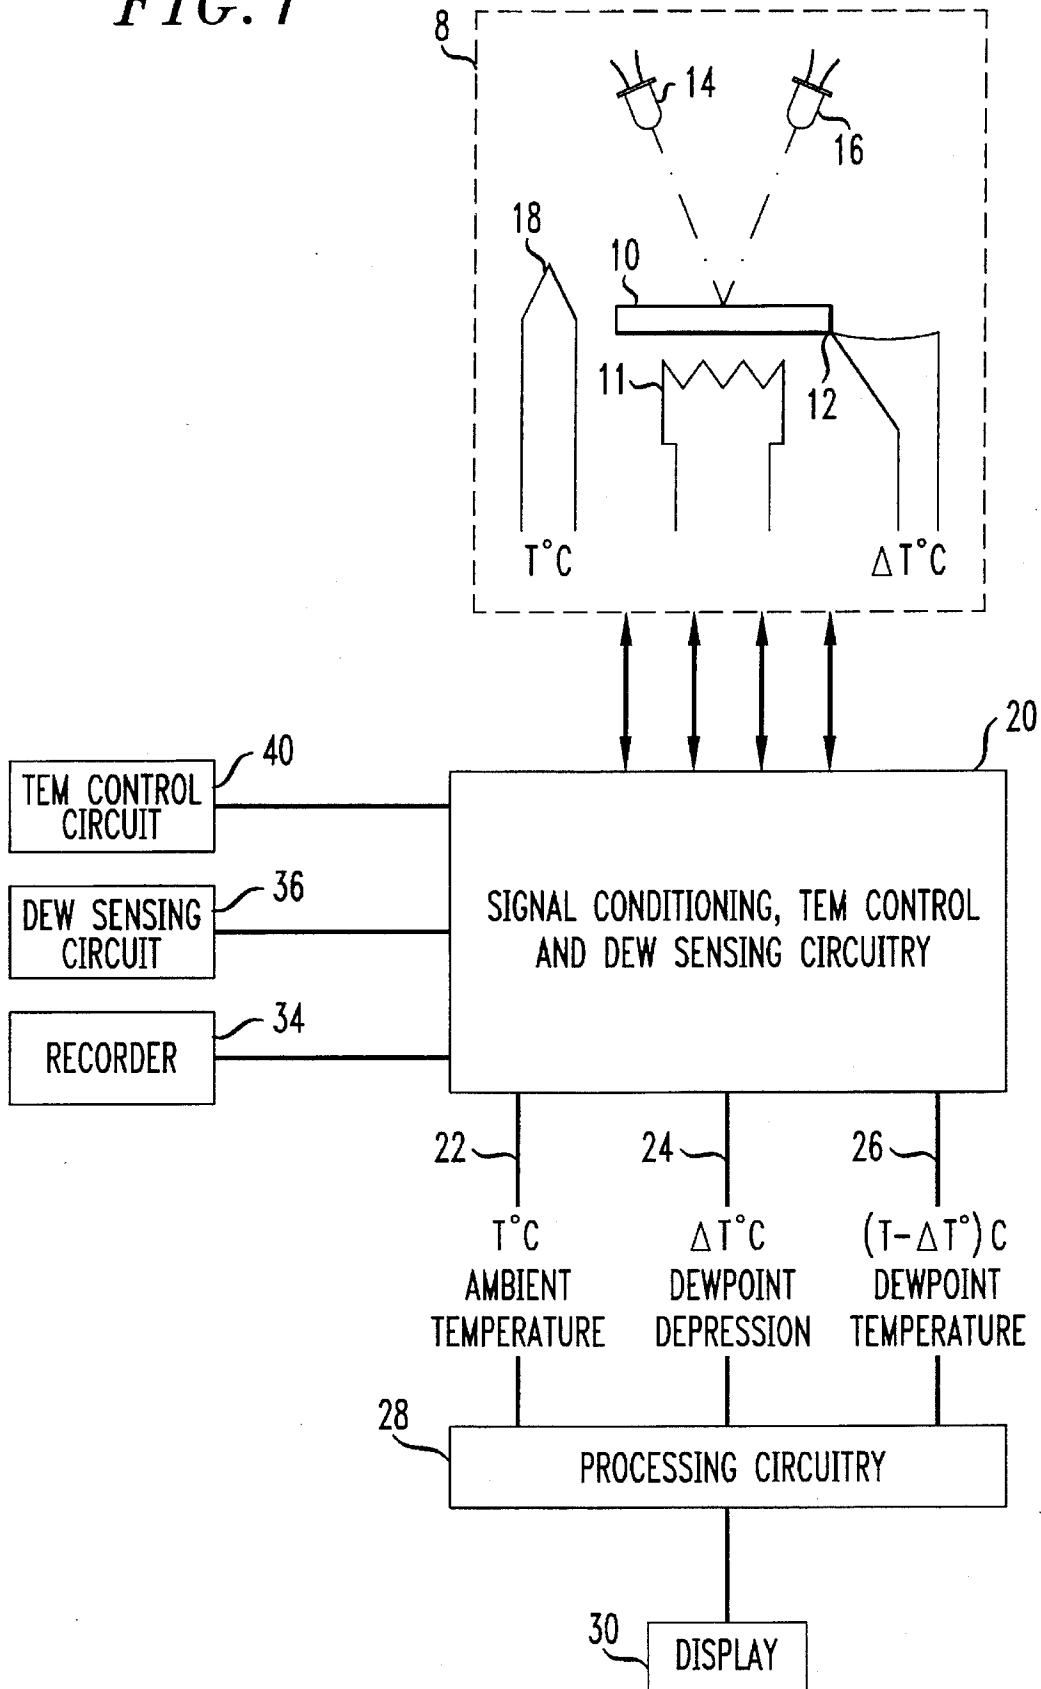 FIG. 1
8
14
16
18
10
11
12
T°C
ΔT°C
20
40
TEM CONTROL
CIRCUIT
36
DEW SENSING
CIRCUIT
34
RECORDER
SIGNAL CONDITIONING, TEM CONTROL
AND DEW SENSING CIRCUITRY
22
24
26
T°C
AMBIENT
TEMPERATURE
ΔT°C
DEWPOINT
DEPRESSION
(T-ΔT°)C
DEWPOINT
TEMPERATURE
28
PROCESSING CIRCUITRY
30
DISPLAY